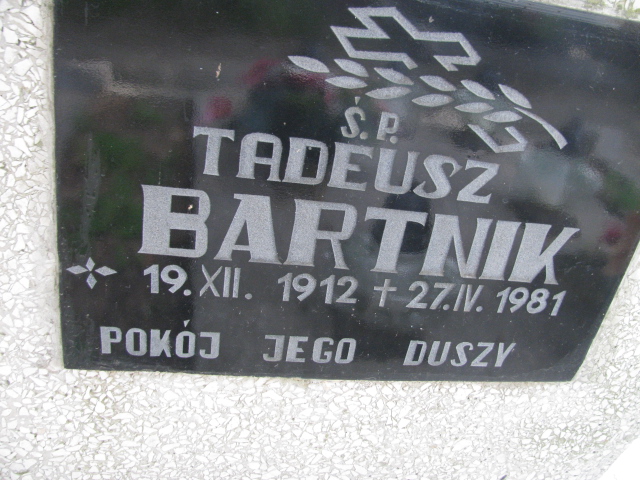 Ś.P.
TADEUSZ
BARTNIK
19.XII. 1912 + 27.IV. 1981
POKÓJ JEGO DUSZY